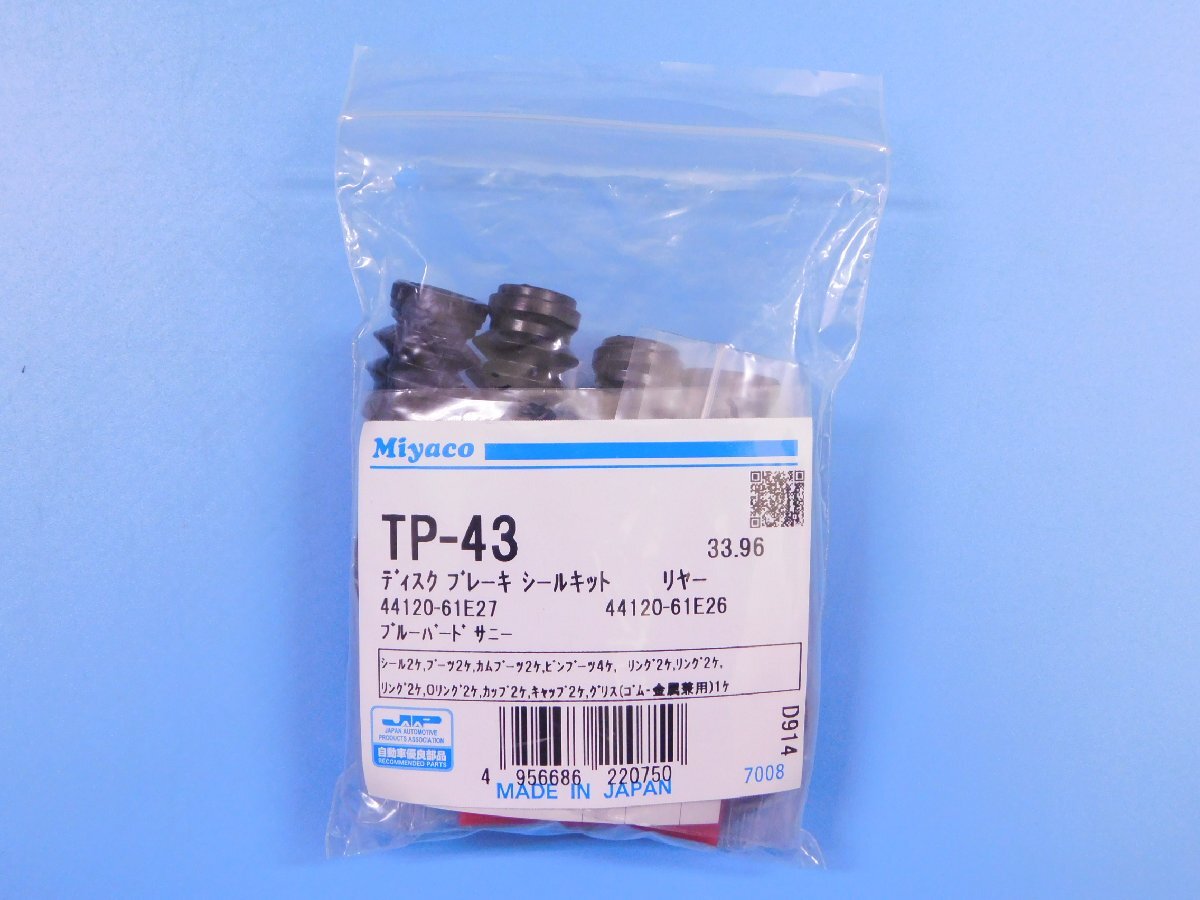 Miyaco
TP-43 33.96
ﾃﾞｨｽｸ ﾌﾞﾚｰｷ ｼｰﾙｷｯﾄ ﾘﾔｰ
44120-61E27 44120-61E26
ﾌﾞﾙｰﾊﾞｰﾄﾞ ｻﾆｰ
ｼｰﾙ2ｹ,ﾌﾞｰﾂ2ｹ,ｶﾑﾌﾞｰﾂ2ｹ,ﾋﾟﾝﾌﾞｰﾂ4ｹ, ﾘﾝｸﾞ2ｹ,ﾘﾝｸﾞ2ｹ,
ﾘﾝｸﾞ2ｹ,Oﾘﾝｸﾞ2ｹ,ｶｯﾌﾟ2ｹ,ｷｬｯﾌﾟ2ｹ,ｸﾞﾘｽ(ｺﾞﾑ-金属兼用)1ｹ
JAP
JAPAN AUTOMOTIVE
PRODUCTS ASSOCIATION
自動車優良部品
RECOMMENDED PARTS
4 956686 220750
MADE IN JAPAN
D914
7008